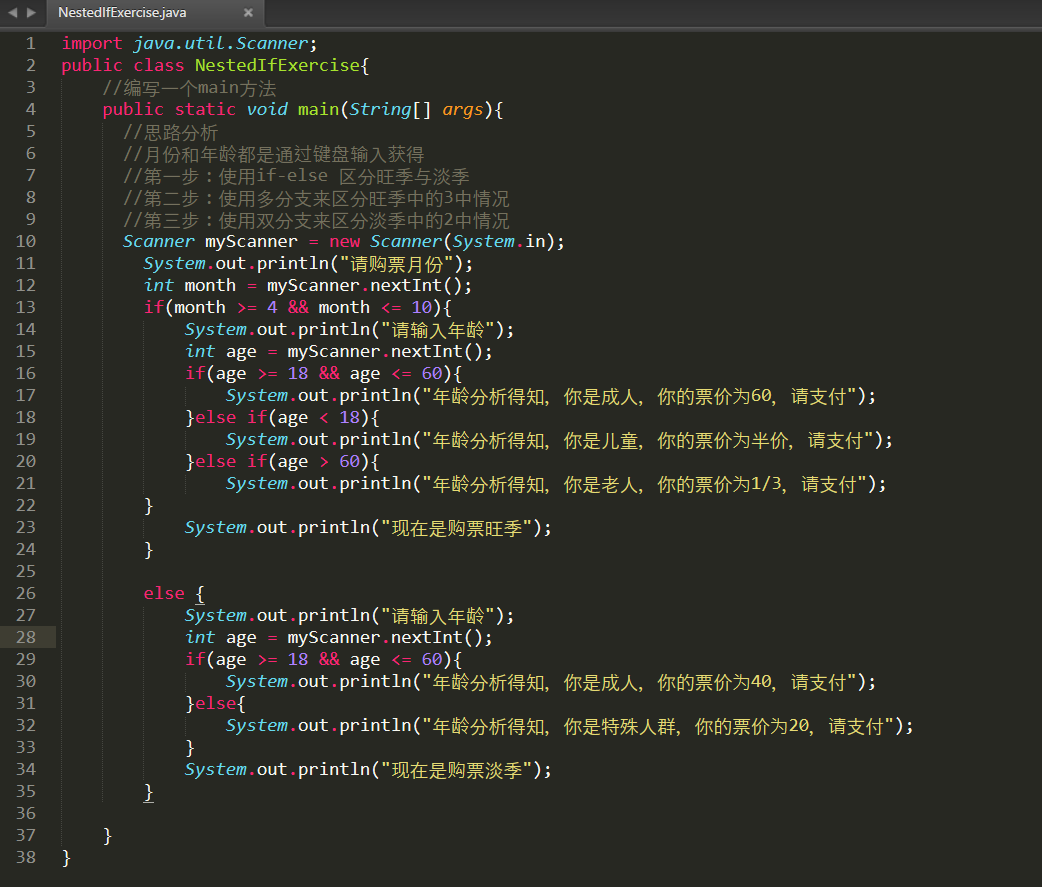 NestedIfExercise.java ×
1 import java.util.Scanner;
2 public class NestedIfExercise{
3 //编写一个main方法
4 public static void main(String[] args){
5 //思路分析
6 //月份和年龄都是通过键盘输入获得
7 //第一步：使用if-else 区分旺季与淡季
8 //第二步：使用多分支来区分旺季中的3中情况
9 //第三步：使用双分支来区分淡季中的2中情况
10 Scanner myScanner = new Scanner(System.in);
11 System.out.println("请购票月份");
12 int month = myScanner.nextInt();
13 if(month >= 4 && month <= 10){
14 System.out.println("请输入年龄");
15 int age = myScanner.nextInt();
16 if(age >= 18 && age <= 60){
17 System.out.println("年龄分析得知，你是成人，你的票价为60，请支付");
18 }else if(age < 18){
19 System.out.println("年龄分析得知，你是儿童，你的票价为半价，请支付");
20 }else if(age > 60){
21 System.out.println("年龄分析得知，你是老人，你的票价为1/3，请支付");
22 }
23 System.out.println("现在是购票旺季");
24 }
25
26 else {
27 System.out.println("请输入年龄");
28 int age = myScanner.nextInt();
29 if(age >= 18 && age <= 60){
30 System.out.println("年龄分析得知，你是成人，你的票价为40，请支付");
31 }else{
32 System.out.println("年龄分析得知，你是特殊人群，你的票价为20，请支付");
33 }
34 System.out.println("现在是购票淡季");
35 }
36
37 }
38 }